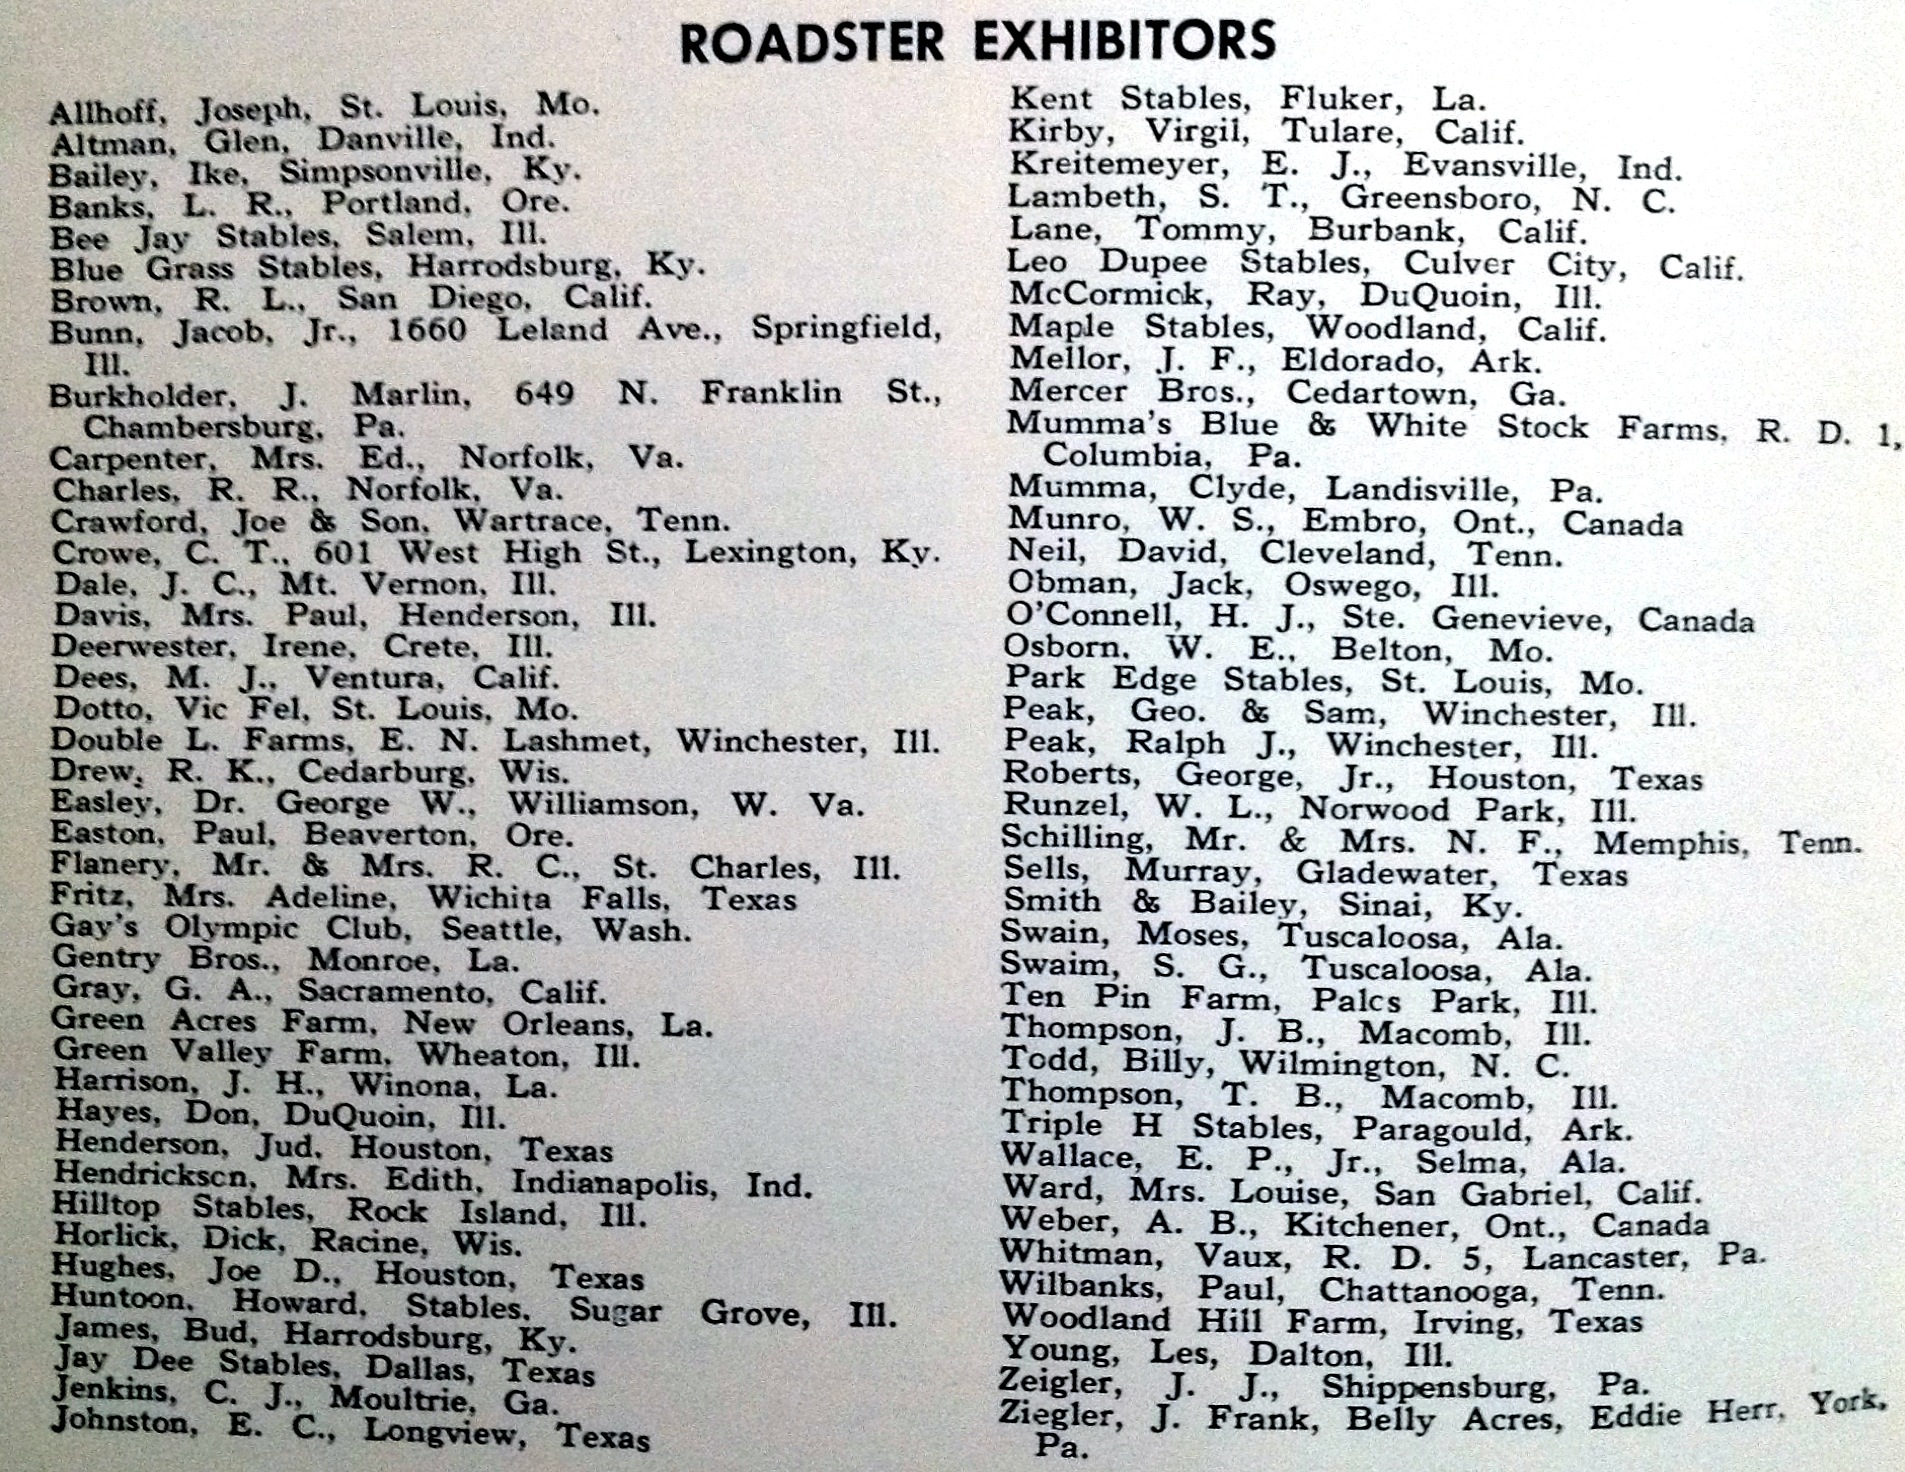 ROADSTER EXHIBITORS
Allhoff, Joseph, St. Louis, Mo.
Altman, Glen, Danville, Ind.
Bailey, Ike, Simpsonville, Ky.
Banks, L. R., Portland, Ore.
Bee Jay Stables, Salem, Ill.
Blue Grass Stables, Harrodsburg, Ky.
Brown, R. L., San Diego, Calif.
Bunn, Jacob, Jr., 1660 Leland Ave., Springfield,
Ill.
Burkholder, J. Marlin, 649 N. Franklin St.,
Chambersburg, Pa.
Carpenter, Mrs. Ed., Norfolk, Va.
Charles, R. R., Norfolk, Va.
Crawford, Joe & Son, Wartrace, Tenn.
Crowe, C. T., 601 West High St., Lexington, Ky.
Dale, J. C., Mt. Vernon, Ill.
Davis, Mrs. Paul, Henderson, Ill.
Deerwester, Irene, Crete, Ill.
Dees, M. J., Ventura, Calif.
Dotto, Vic Fel, St. Louis, Mo.
Double L. Farms, E. N. Lashmet, Winchester, Ill.
Drew, R. K., Cedarburg, Wis.
Easley, Dr. George W., Williamson, W. Va.
Easton, Paul, Beaverton, Ore.
Flanery, Mr. & Mrs. R. C., St. Charles, Ill.
Fritz, Mrs. Adeline, Wichita Falls, Texas
Gay's Olympic Club, Seattle, Wash.
Gentry Bros., Monroe, La.
Gray, G. A., Sacramento, Calif.
Green Acres Farm, New Orleans, La.
Green Valley Farm, Wheaton, Ill.
Harrison, J. H., Winona, La.
Hayes, Don, DuQuoin, Ill.
Henderson, Jud, Houston, Texas
Hendrickson, Mrs. Edith, Indianapolis, Ind.
Hilltop Stables, Rock Island, Ill.
Horlick, Dick, Racine, Wis.
Hughes, Joe D., Houston, Texas
Huntoon, Howard, Stables, Sugar Grove, Ill.
James, Bud, Harrodsburg, Ky.
Jay Dee Stables, Dallas, Texas
Jenkins, C. J., Moultrie, Ga.
Johnston, E. C., Longview, Texas
Kent Stables, Fluker, La.
Kirby, Virgil, Tulare, Calif.
Kreitemeyer, E. J., Evansville, Ind.
Lambeth, S. T., Greensboro, N. C.
Lane, Tommy, Burbank, Calif.
Leo Dupee Stables, Culver City, Calif.
McCormick, Ray, DuQuoin, Ill.
Maple Stables, Woodland, Calif.
Mellor, J. F., Eldorado, Ark.
Mercer Bros., Cedartown, Ga.
Mumma's Blue & White Stock Farms, R. D. 1,
Columbia, Pa.
Mumma, Clyde, Landisville, Pa.
Munro, W. S., Embro, Ont., Canada
Neil, David, Cleveland, Tenn.
Obman, Jack, Oswego, Ill.
O'Connell, H. J., Ste. Genevieve, Canada
Osborn, W. E., Belton, Mo.
Park Edge Stables, St. Louis, Mo.
Peak, Geo. & Sam, Winchester, Ill.
Peak, Ralph J., Winchester, Ill.
Roberts, George, Jr., Houston, Texas
Runzel, W. L., Norwood Park, Ill.
Schilling, Mr. & Mrs. N. F., Memphis, Tenn.
Sells, Murray, Gladewater, Texas
Smith & Bailey, Sinai, Ky.
Swain, Moses, Tuscaloosa, Ala.
Swaim, S. G., Tuscaloosa, Ala.
Ten Pin Farm, Palos Park, Ill.
Thompson, J. B., Macomb, Ill.
Todd, Billy, Wilmington, N. C.
Thompson, T. B., Macomb, Ill.
Triple H Stables, Paragould, Ark.
Wallace, E. P., Jr., Selma, Ala.
Ward, Mrs. Louise, San Gabriel, Calif.
Weber, A. B., Kitchener, Ont., Canada
Whitman, Vaux, R. D. 5, Lancaster, Pa.
Wilbanks, Paul, Chattanooga, Tenn.
Woodland Hill Farm, Irving, Texas
Young, Les, Dalton, Ill.
Zeigler, J. J., Shippensburg, Pa.
Ziegler, J. Frank, Belly Acres, Eddie Herr, York,
Pa.